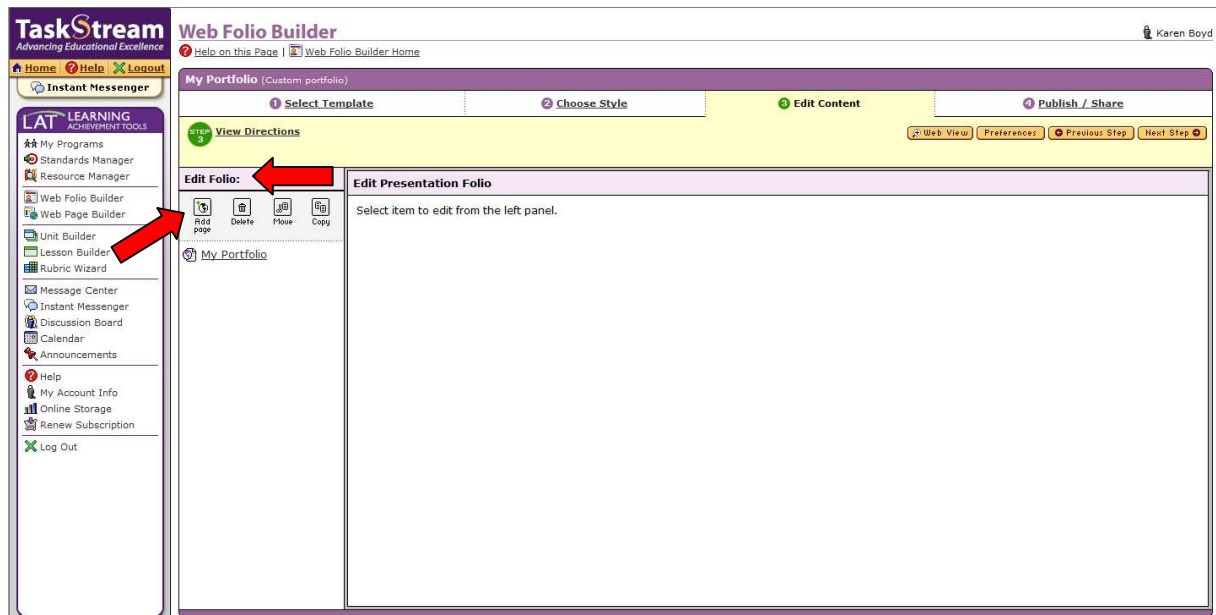 TaskStream
Advancing Educational Excellence
Home Help Logout
Instant Messenger
LAT LEARNING
ACHIEVEMENT TOOLS
My Programs
Standards Manager
Resource Manager
Web Folio Builder
Web Page Builder
Unit Builder
Lesson Builder
Rubric Wizard
Message Center
Instant Messenger
Discussion Board
Calendar
Announcements
Help
My Account Info
Online Storage
Renew Subscription
Log Out
Web Folio Builder
Karen Boyd
Help on this Page | Web Folio Builder Home
My Portfolio (Custom portfolio)
1 Select Template
2 Choose Style
3 Edit Content
4 Publish / Share
STEP 3 View Directions
Web View Preferences Previous Step Next Step
Edit Folio:
Add page Delete Move Copy
My Portfolio
Edit Presentation Folio
Select item to edit from the left panel.